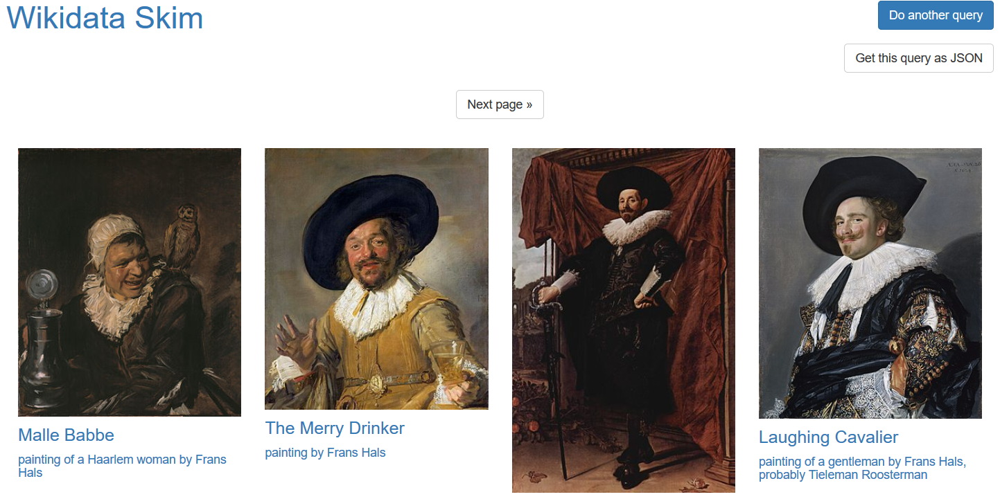 Wikidata Skim
Do another query
Get this query as JSON
Next page »
Malle Babbe
painting of a Haarlem woman by Frans
Hals
The Merry Drinker
painting by Frans Hals
Laughing Cavalier
painting of a gentleman by Frans Hals,
probably Tieleman Roosterman